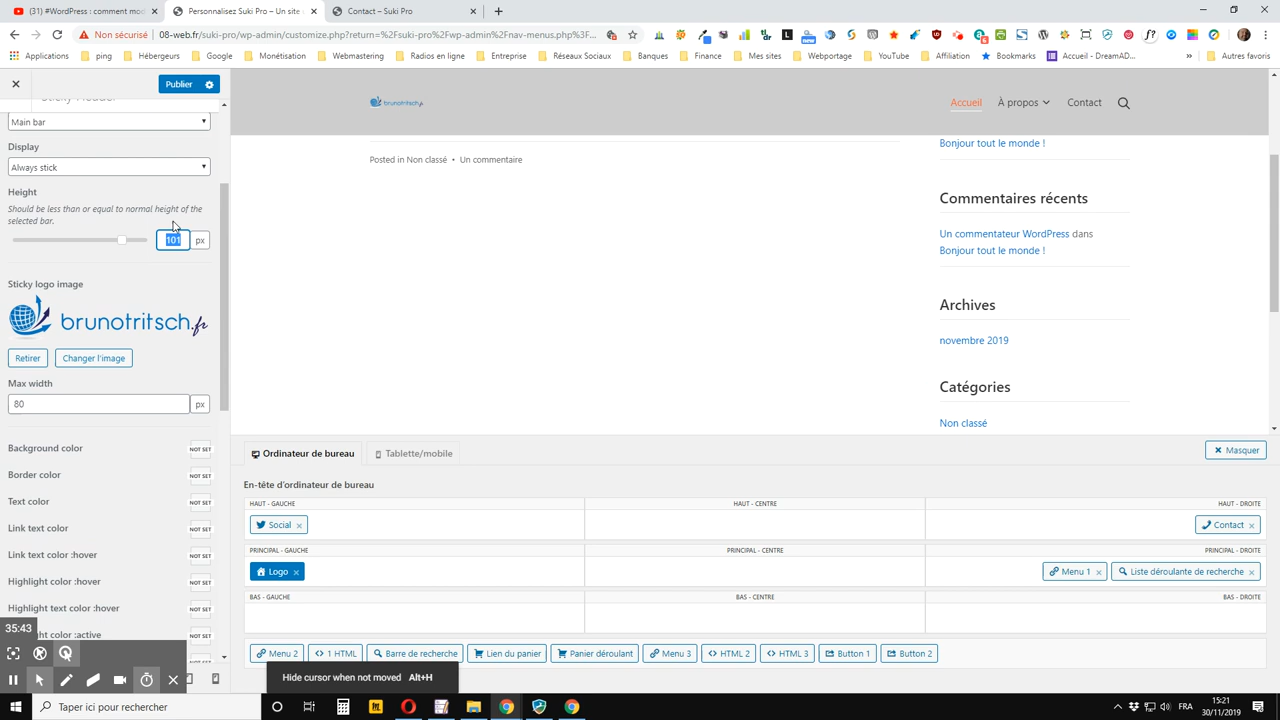 (31) #WordPress : comment mod
Personnalisez Suki Pro – Un site
Contact – Suki Pro
Non sécurisé
08-web.fr/suki-pro/wp-admin/customize.php?return=%2Fsuki-pro%2Fwp-admin%2Fnav-menus.php%3F...
Applications
ping
Hébergeurs
Google
Monétisation
Webmastering
Radios en ligne
Entreprise
Réseaux Sociaux
Banques
Finance
Mes sites
Webportage
YouTube
Affiliation
Bookmarks
Accueil - DreamAD...
»
Autres favoris
Publier
Sticky Header
Main bar
Display
Always stick
Height
Should be less than or equal to normal height of the
selected bar.
101
px
Sticky logo image
brunotritsch.fr
Retirer
Changer l'image
Max width
80
px
Background color
NOT SET
Border color
NOT SET
Text color
NOT SET
Link text color
NOT SET
Link text color :hover
NOT SET
Highlight color :hover
NOT SET
Highlight text color :hover
NOT SET
ght color :active
NOT SET
35:43
brunotritsch.fr
Accueil
À propos
Contact
Posted in Non classé • Un commentaire
Bonjour tout le monde !
Commentaires récents
Un commentateur WordPress dans
Bonjour tout le monde !
Archives
novembre 2019
Catégories
Non classé
Ordinateur de bureau
Tablette/mobile
Masquer
En-tête d'ordinateur de bureau
HAUT - GAUCHE
HAUT - CENTRE
HAUT - DROITE
Social ×
Contact ×
PRINCIPAL - GAUCHE
PRINCIPAL - CENTRE
PRINCIPAL - DROITE
Logo ×
Menu 1 ×
Liste déroulante de recherche ×
BAS - GAUCHE
BAS - CENTRE
BAS - DROITE
Menu 2
1 HTML
Barre de recherche
Lien du panier
Panier déroulant
Menu 3
HTML 2
HTML 3
Button 1
Button 2
Hide cursor when not moved Alt+H
Taper ici pour rechercher
FRA
15:21
30/11/2019